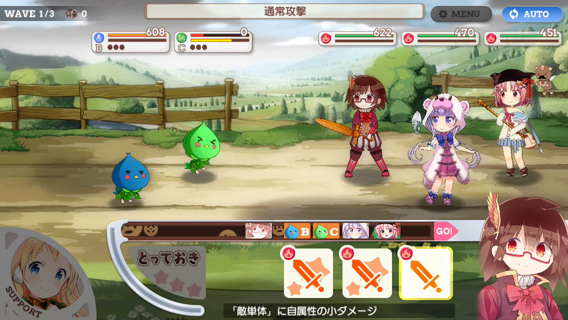 WAVE 1/3 0
通常攻撃
MENU
AUTO
608
B
0
C
622
470
451
B
C
GO!
とっておき
SUPPORT
「敵単体」に自属性の小ダメージ